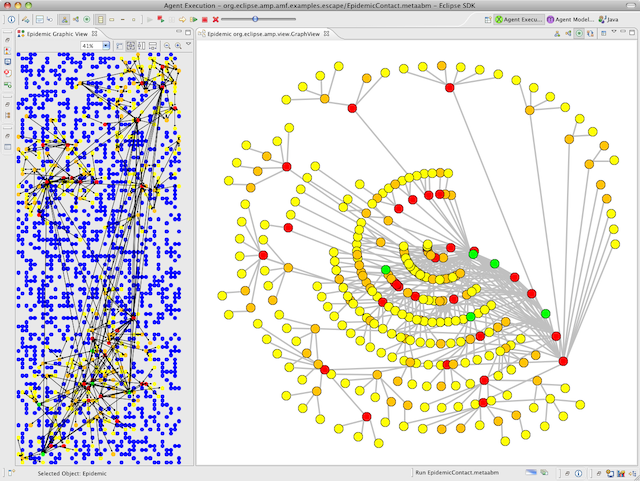 Agent Execution - org.eclipse.amp.amf.examples.escape/EpidemicContact.metaabm - Eclipse SDK
Agent Execu...
Agent Model...
Java
Epidemic Graphic View
Epidemic org.eclipse.amp.view.GraphView
41%
Selected Object: Epidemic
Run EpidemicContact.metaabm